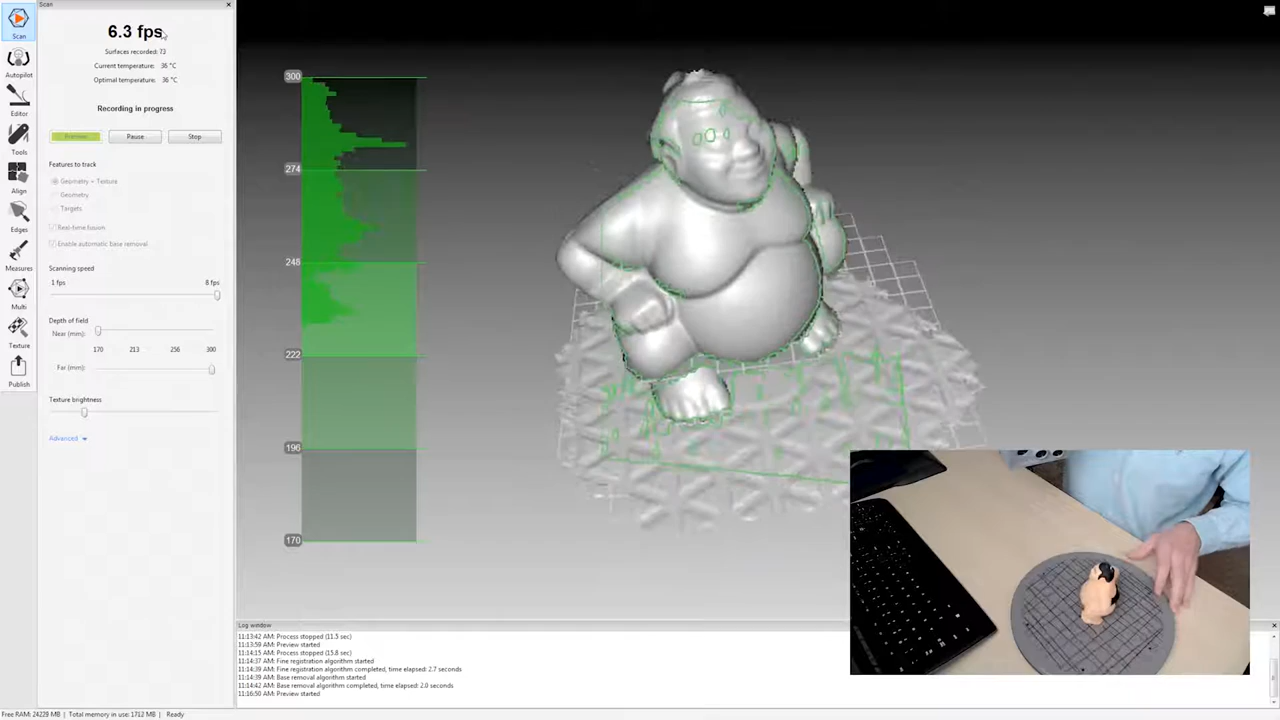 Scan
6.3 fps
Surfaces recorded: 73
Current temperature: 36 °C
Optimal temperature: 36 °C
Recording in progress
Preview
Pause
Stop
Features to track
Geometry + Texture
Geometry
Targets
Real-time fusion
Enable automatic base removal
Scanning speed
1 fps
8 fps
Depth of field
Near (mm):
170
213
256
300
Far (mm):
Texture brightness
Advanced
Scan
Autopilot
Editor
Tools
Align
Edges
Measures
Multi
Texture
Publish
300
274
248
222
196
170
Log window
11:13:42 AM: Process stopped (11.5 sec)
11:13:59 AM: Preview started
11:14:15 AM: Process stopped (15.8 sec)
11:14:37 AM: Fine registration algorithm started
11:14:39 AM: Fine registration algorithm completed, time elapsed: 2.7 seconds
11:14:39 AM: Base removal algorithm started
11:14:42 AM: Base removal algorithm completed, time elapsed: 2.0 seconds
11:16:50 AM: Preview started
Free RAM: 24229 MB | Total memory in use: 1712 MB | Ready